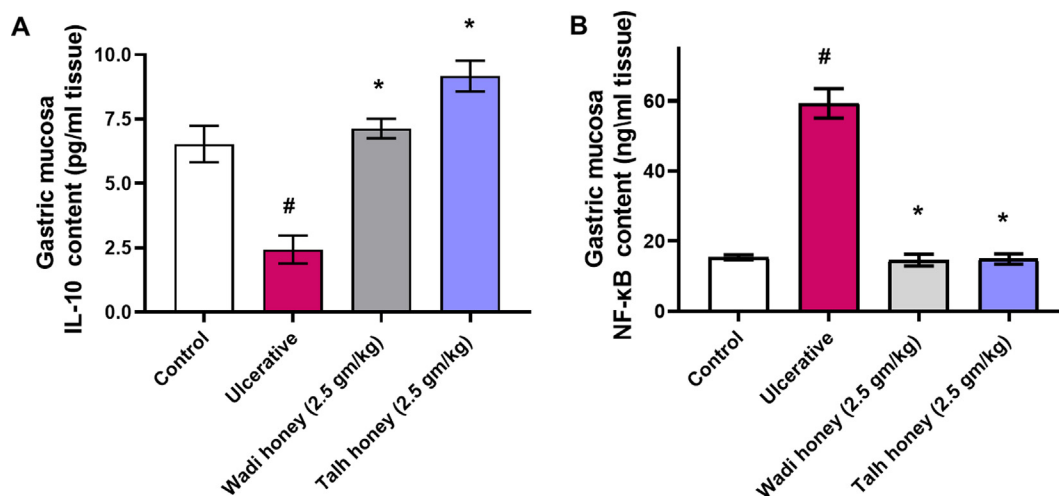 A
Gastric mucosa
IL-10 content (pg/ml tissue)
10.0
7.5
5.0
2.5
0.0
#
*
*
Control
Ulcerative
Wadi honey (2.5 gm/kg)
Talh honey (2.5 gm/kg)
B
Gastric mucosa
NF-κB content (ng\ml tissue)
60
40
20
0
#
*
*
Control
Ulcerative
Wadi honey (2.5 gm/kg)
Talh honey (2.5 gm/kg)